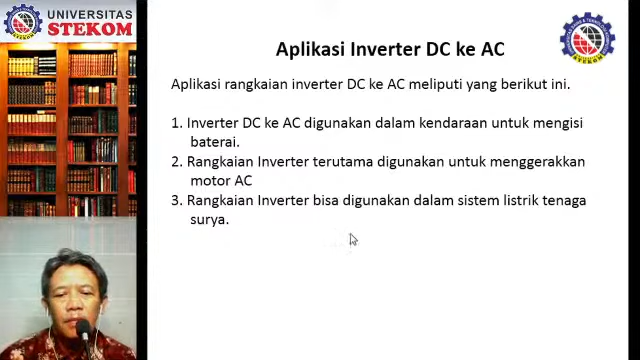 UNIVERSITAS
STEKOM
Aplikasi Inverter DC ke AC
Aplikasi rangkaian inverter DC ke AC meliputi yang berikut ini.
1. Inverter DC ke AC digunakan dalam kendaraan untuk mengisi
baterai.
2. Rangkaian Inverter terutama digunakan untuk menggerakkan
motor AC
3. Rangkaian Inverter bisa digunakan dalam sistem listrik tenaga
surya.